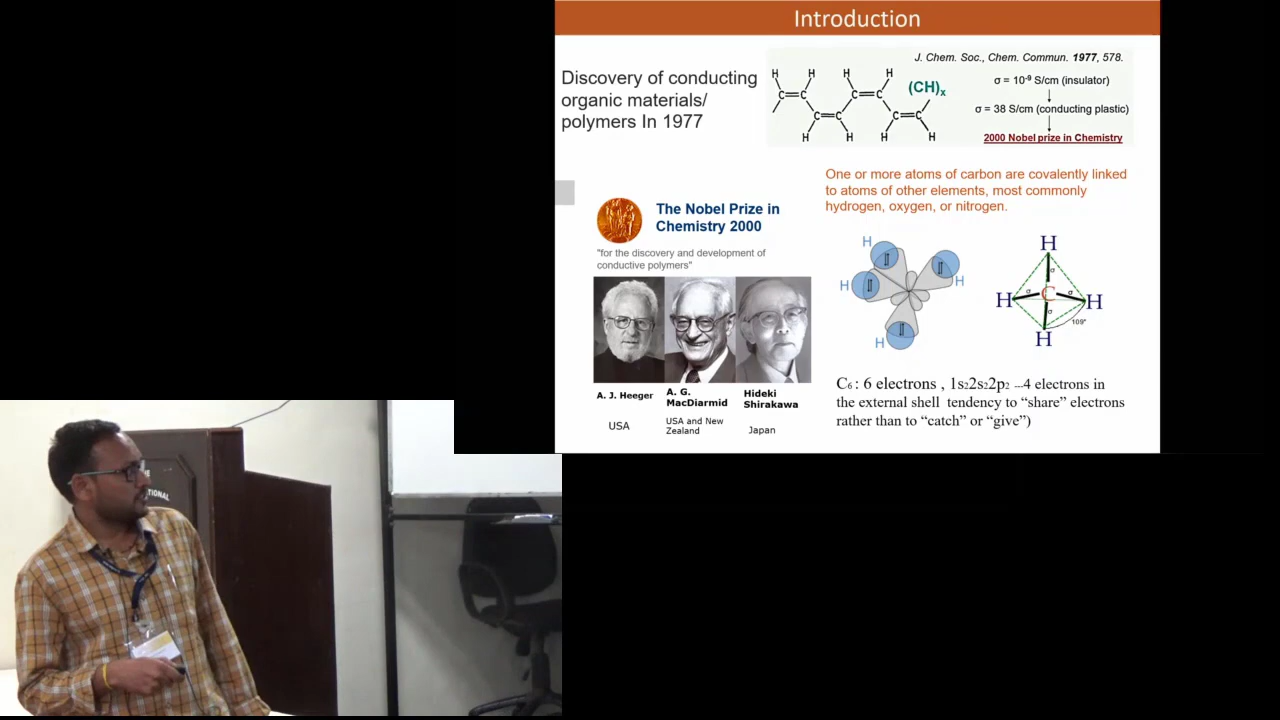 Introduction
Discovery of conducting
organic materials/
polymers In 1977
J. Chem. Soc., Chem. Commun. 1977, 578.
H H H H
C C C C
C C C C
H H H H
(CH)x
σ = 10-9 S/cm (insulator)
σ = 38 S/cm (conducting plastic)
2000 Nobel prize in Chemistry
The Nobel Prize in
Chemistry 2000
"for the discovery and development of
conductive polymers"
A. J. Heeger
USA
A. G.
MacDiarmid
USA and New
Zealand
Hideki
Shirakawa
Japan
One or more atoms of carbon are covalently linked
to atoms of other elements, most commonly
hydrogen, oxygen, or nitrogen.
H
H
H
H
H
σ
H σ C σ H
σ
109°
H
C6 : 6 electrons , 1s22s22p2 ---4 electrons in
the external shell tendency to “share” electrons
rather than to “catch” or “give”)
THE
NATIONAL